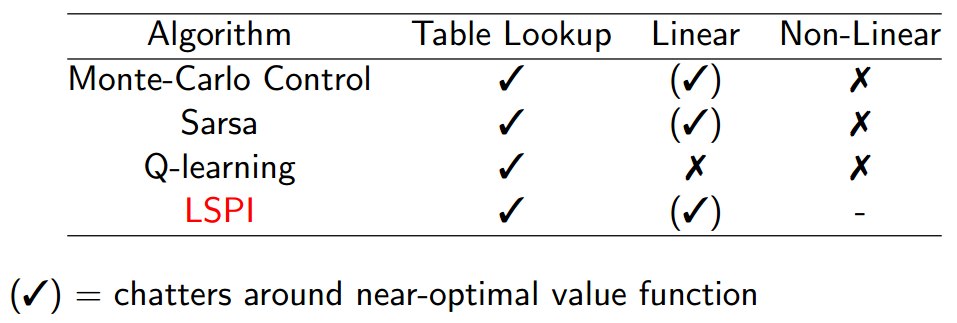 Algorithm Table Lookup Linear Non-Linear
Monte-Carlo Control ✓ (✓) ✗
Sarsa ✓ (✓) ✗
Q-learning ✓ ✗ ✗
LSPI ✓ (✓) -
(✓) = chatters around near-optimal value function